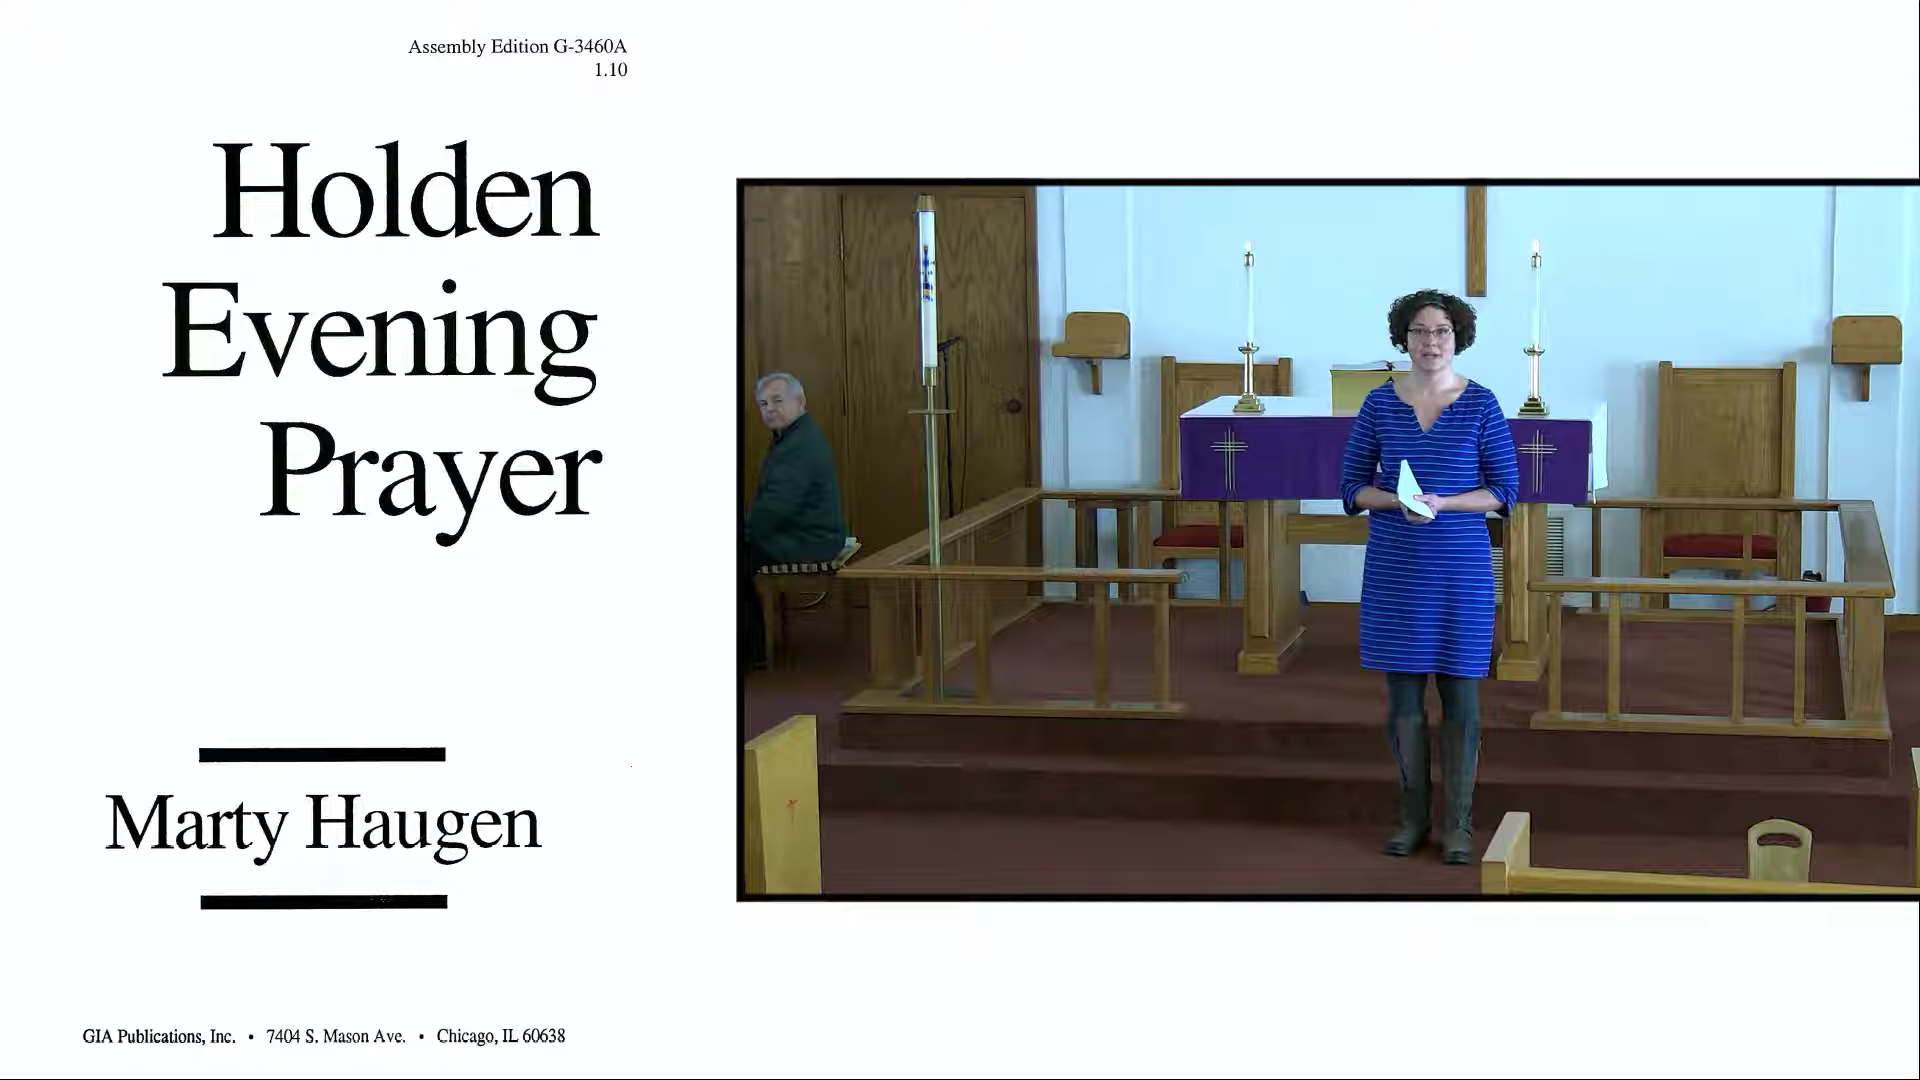 Assembly Edition G-3460A
1.10
Holden
Evening
Prayer
Marty Haugen
GIA Publications, Inc. • 7404 S. Mason Ave. • Chicago, IL 60638